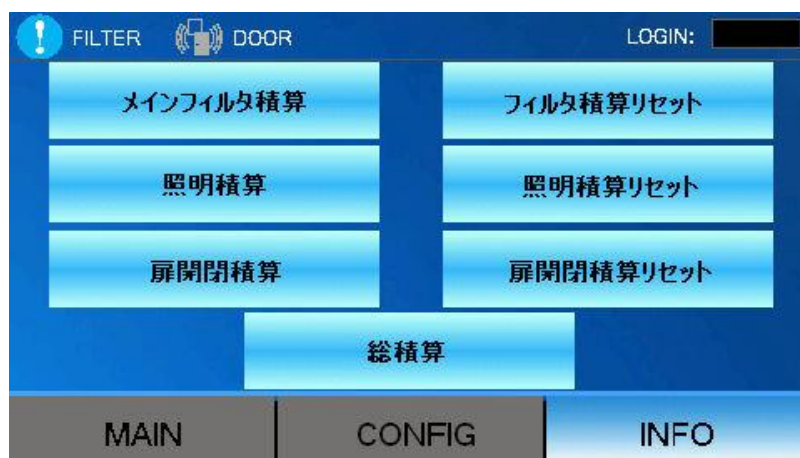 FILTER DOOR LOGIN:
メインフィルタ積算 フィルタ積算リセット
照明積算 照明積算リセット
扉開閉積算 扉開閉積算リセット
総積算
MAIN CONFIG INFO